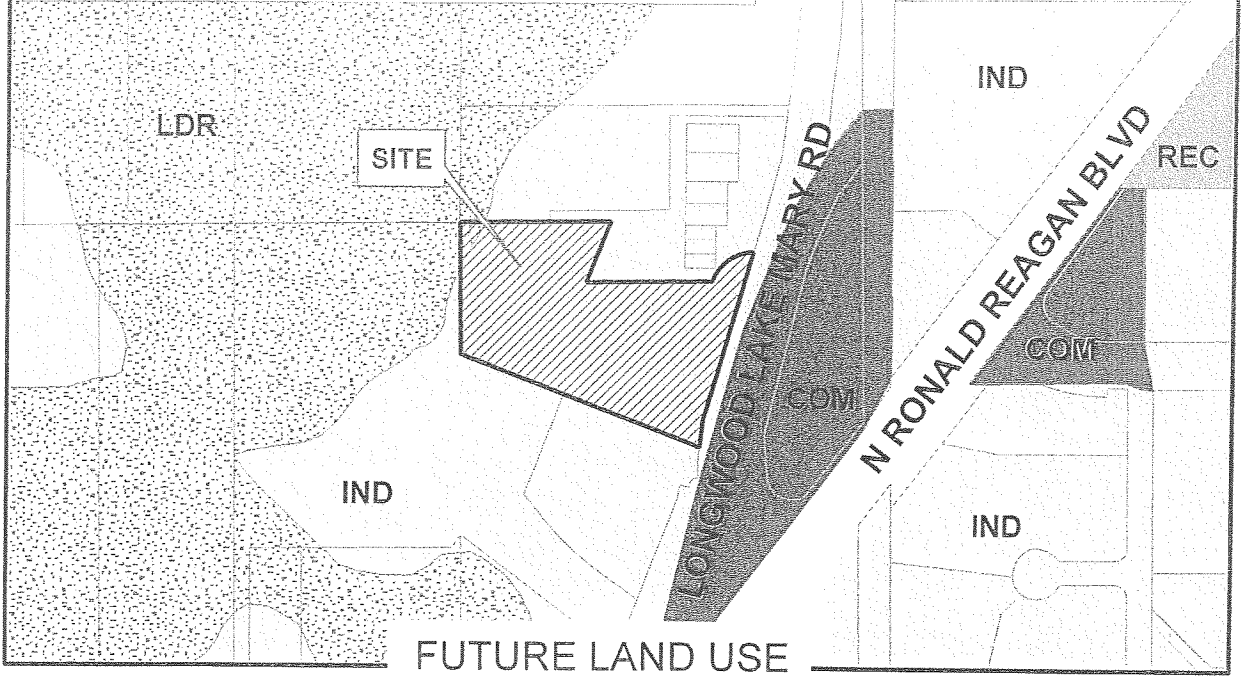 IND
LDR
SITE
REC
LONGWOOD LAKE MARY RD
N RONALD REAGAN BLVD
COM
COM
IND
IND
FUTURE LAND USE